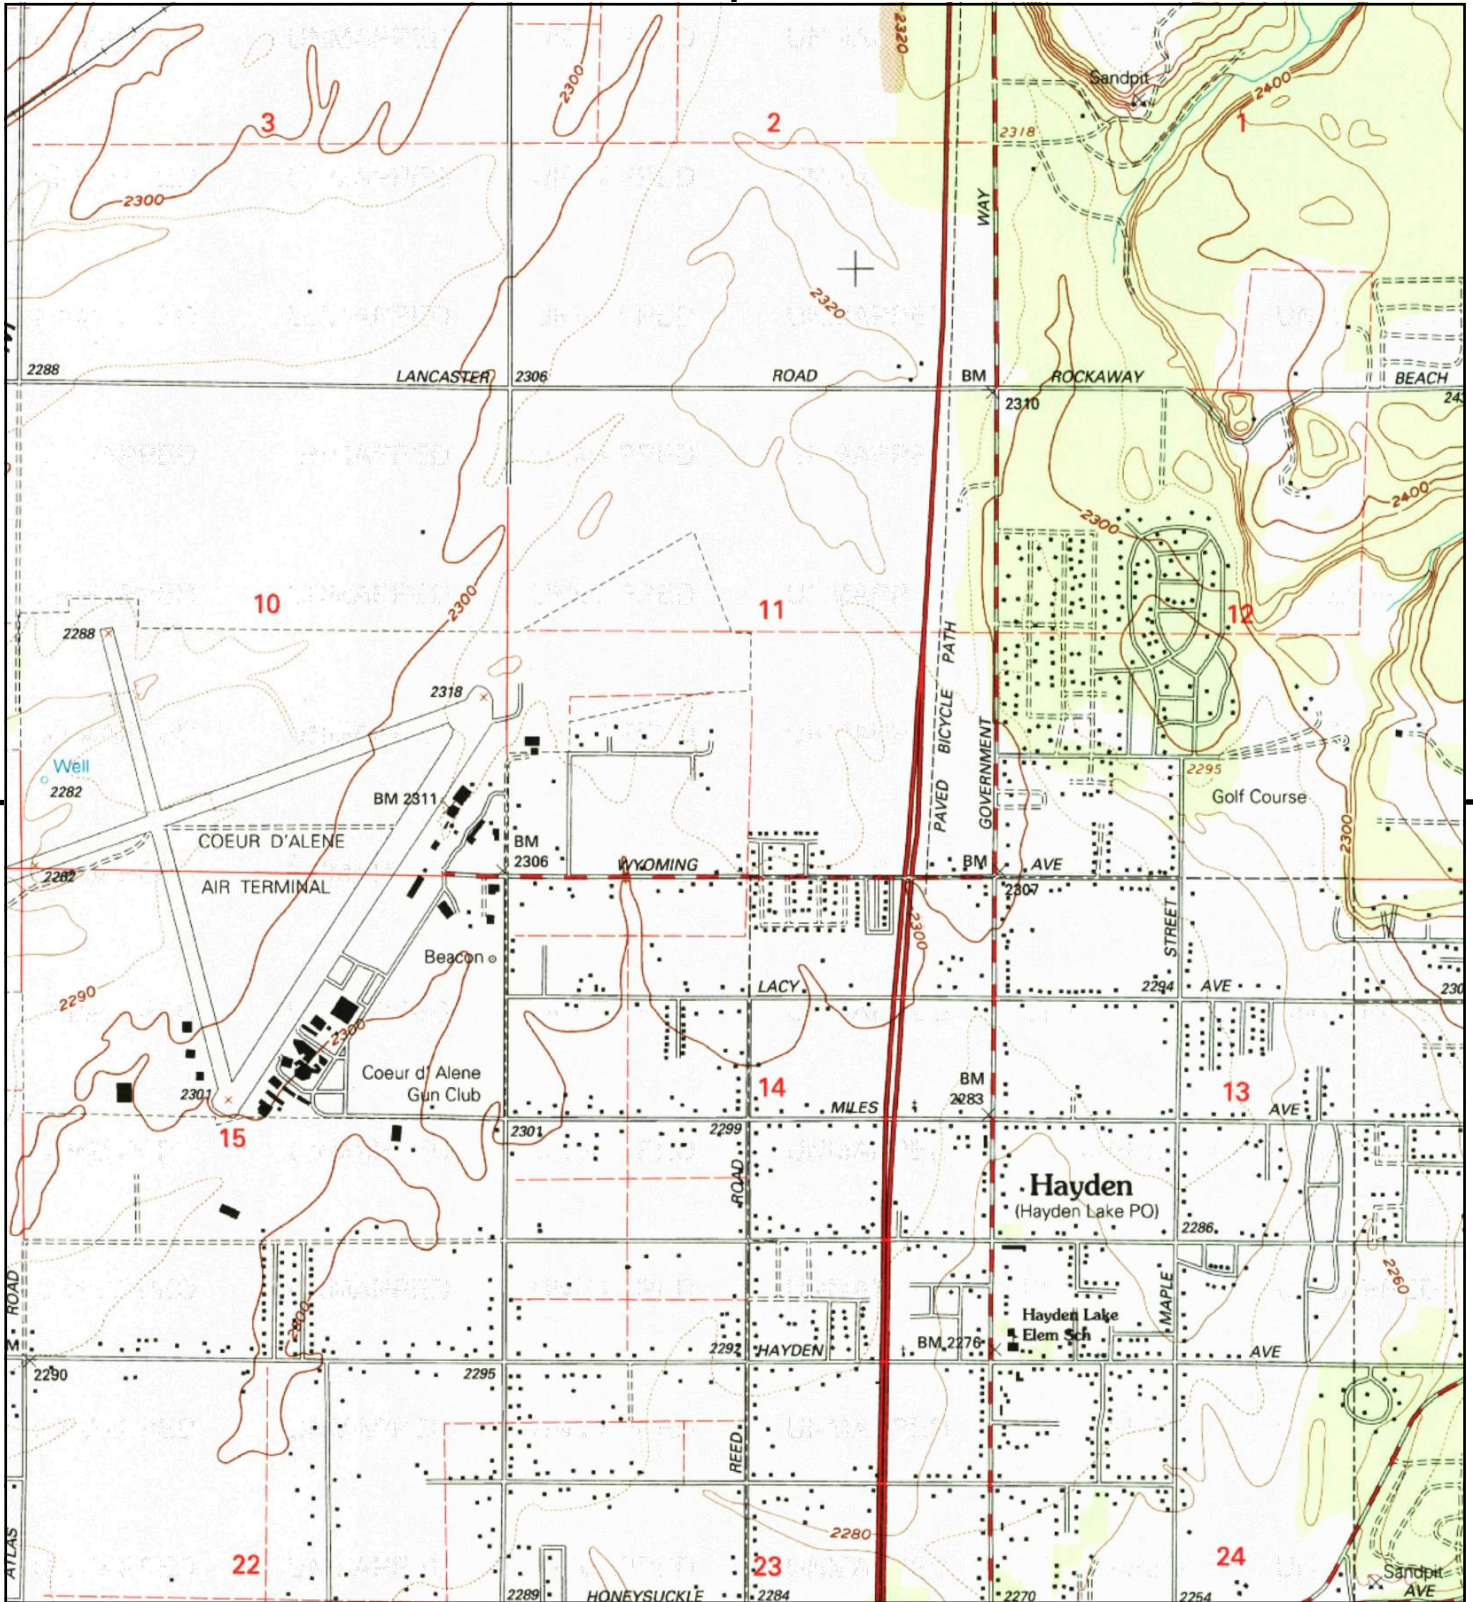 2320
2300
Sandpit
2400
3
2
1
2318
2300
WAY
2320
2288
LANCASTER
2306
ROAD
BM
ROCKAWAY
BEACH
2310
2400
2300
10
11
12
2300
2288
PAVED BICYCLE PATH
2318
GOVERNMENT
Well
2282
2295
BM 2311
Golf Course
COEUR D'ALENE
BM
2306
WYOMING
BM
AVE
2300
2282
AIR TERMINAL
2307
2300
STREET
Beacon
LACY
2294
AVE
2290
2300
Coeur d' Alene
Gun Club
2301
14
BM
2283
13
MILES
AVE
15
2301
2299
ROAD
Hayden
(Hayden Lake PO)
2286
2260
ROAD
2300
MAPLE
Hayden Lake
Elem Sch
2292
HAYDEN
BM 2276
AVE
2290
2295
REED
2280
ATLAS
22
23
24
Sandpit
2289
HONEYSUCKLE
2284
2270
2254
AVE